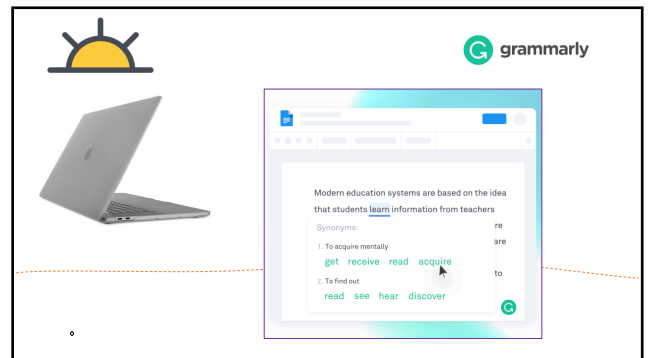 grammarly
Modern education systems are based on the idea
that students learn information from teachers
re
Synonyms:
are
1. To acquire mentally
get receive read acquire
to
2. To find out
read see hear discover